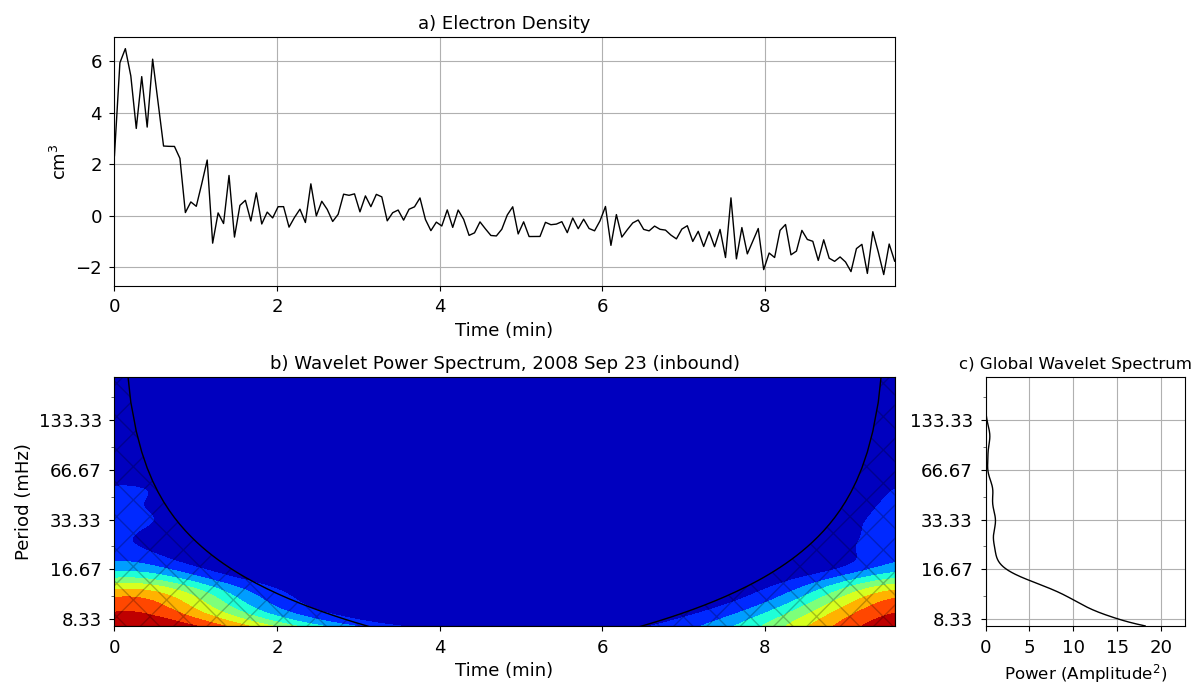 a) Electron Density
cm³
6
4
2
0
−2
0 2 4 6 8
Time (min)
b) Wavelet Power Spectrum, 2008 Sep 23 (inbound)
Period (mHz)
133.33
66.67
33.33
16.67
8.33
0 2 4 6 8
Time (min)
c) Global Wavelet Spectrum
133.33
66.67
33.33
16.67
8.33
0 5 10 15 20
Power (Amplitude²)